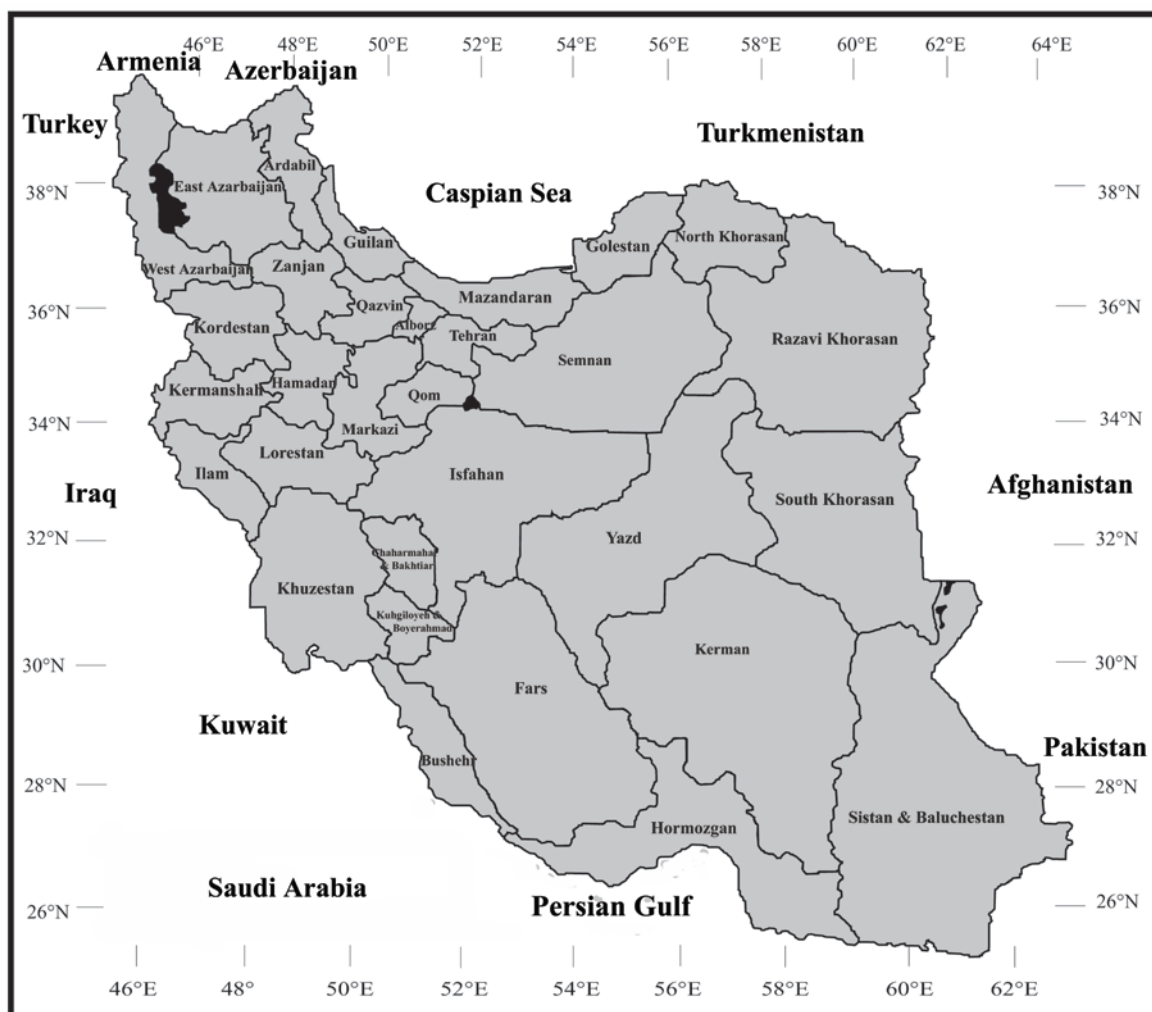 46°E 48°E 50°E 52°E 54°E 56°E 58°E 60°E 62°E 64°E
Armenia
Azerbaijan
Turkey
Turkmenistan
Ardabil
38°N
East Azarbaijan
Caspian Sea
38°N
Guilan
Golestan
North Khorasan
West Azarbaijan
Zanjan
Mazandaran
Qazvin
36°N
36°N
Kordestan
Alborz
Tehran
Razavi Khorasan
Semnan
Kermanshah
Hamadan
Qom
34°N
Markazi
34°N
Lorestan
Ilam
Isfahan
Iraq
Afghanistan
South Khorasan
32°N
Yazd
32°N
Chaharmahal
& Bakhtiar
Khuzestan
Kuhgiloyeh &
Boyerahmad
30°N
Kerman
30°N
Fars
Kuwait
Pakistan
Bushehr
28°N
28°N
Hormozgan
Sistan & Baluchestan
Saudi Arabia
Persian Gulf
26°N
26°N
46°E 48°E 50°E 52°E 54°E 56°E 58°E 60°E 62°E